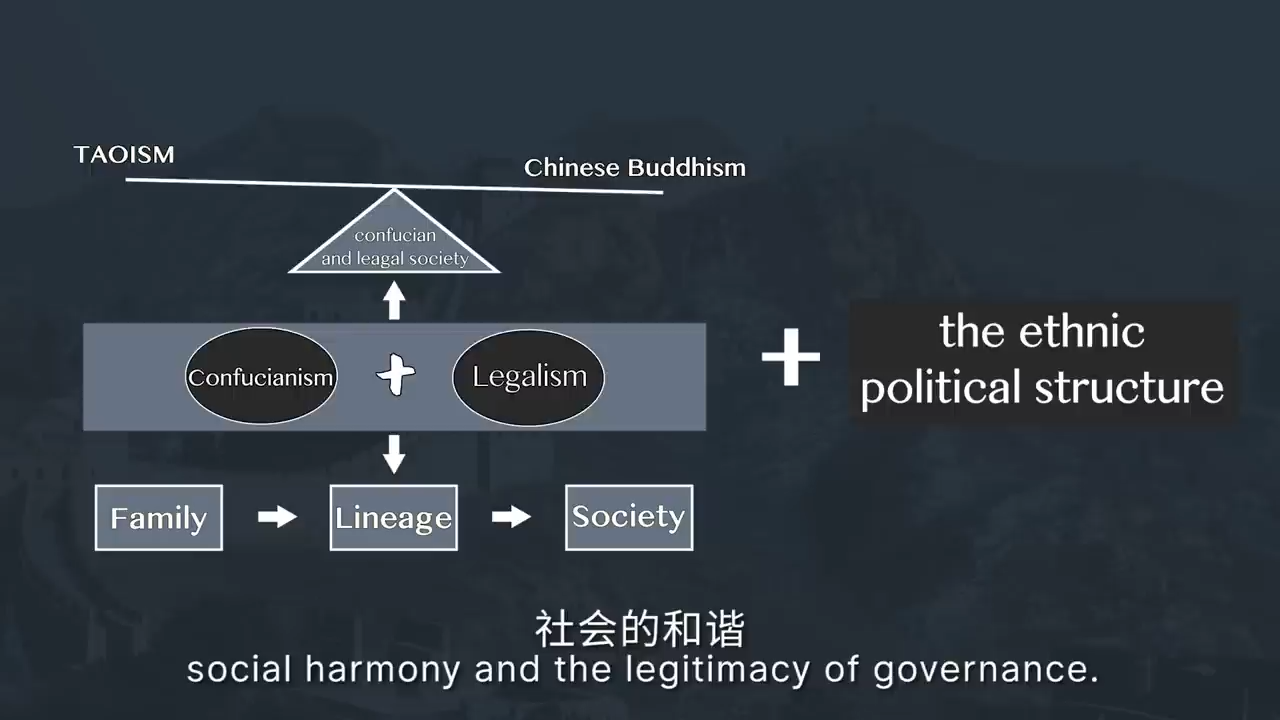 TAOISM
Chinese Buddhism
confucian
and leagal society
Confucianism
+
Legalism
+
the ethnic
political structure
Family
Lineage
Society
社会的和谐
social harmony and the legitimacy of governance.